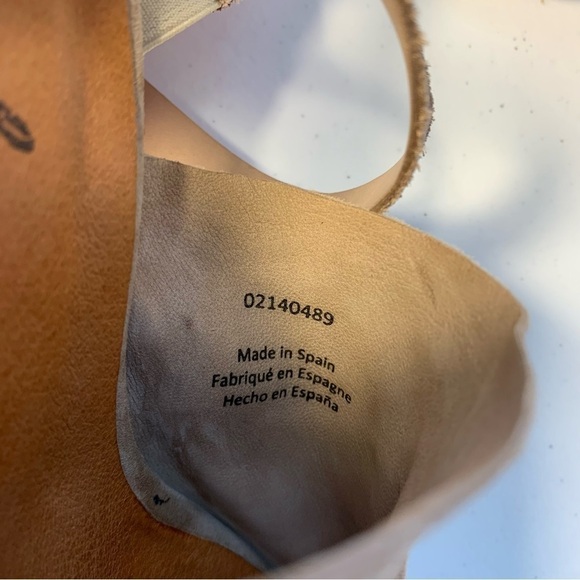 02140489
Made in Spain
Fabriqué en Espagne
Hecho en España